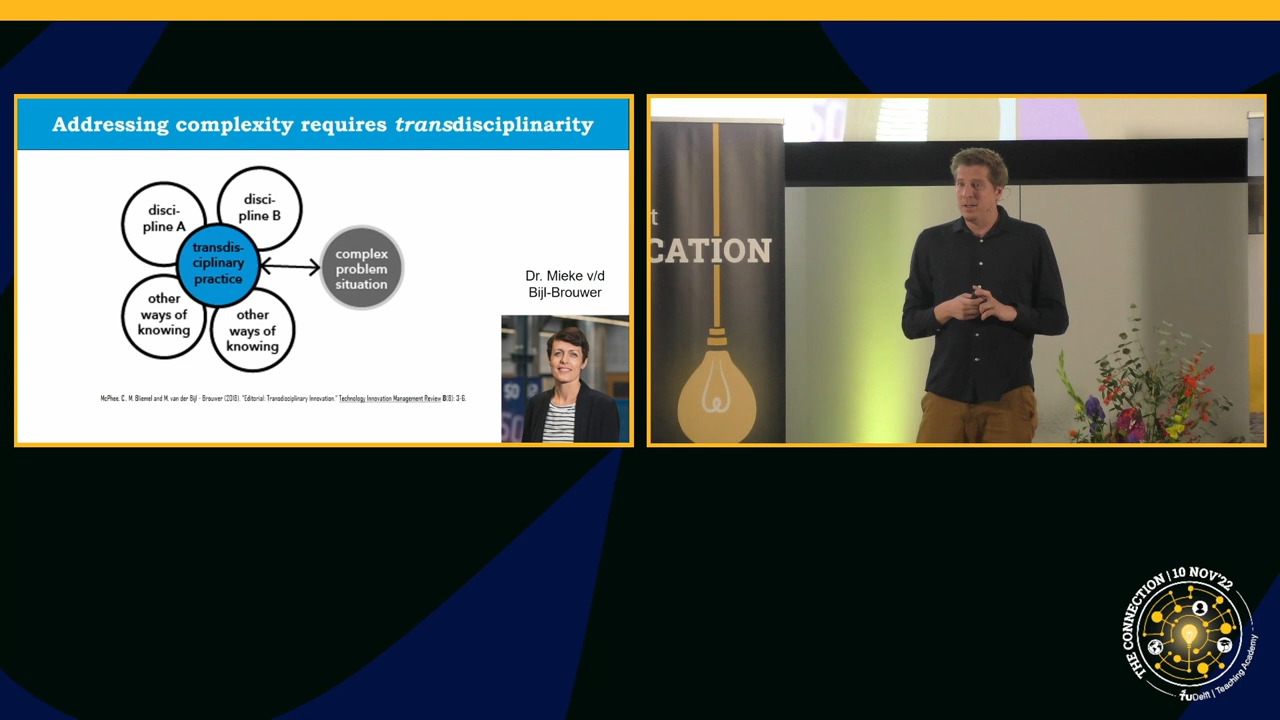 Addressing complexity requires transdisciplinarity
disci-
pline A
disci-
pline B
transdis-
ciplinary
practice
complex
problem
situation
other
ways of
knowing
other
ways of
knowing
Dr. Mieke v/d
Bijl-Brouwer
McPhee, C., M. Bliemel and M. van der Bijl - Brouwer (2018). "Editorial: Transdisciplinary Innovation." Technology Innovation Management Review 8(8): 3-6.
t
CATION
THE CONNECTION | 10 NOV'22
TUDelft | Teaching Academy